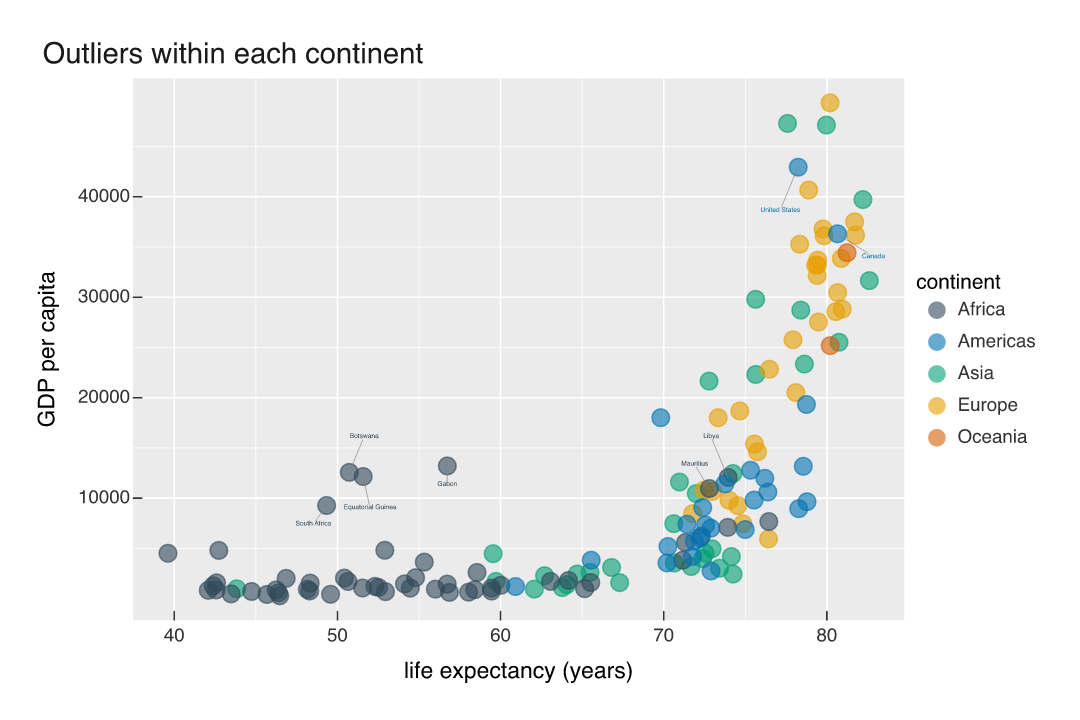 Outliers within each continent
GDP per capita
40000
30000
20000
10000
United States
Canada
Botswana
Libya
Mauritius
Gabon
Equatorial Guinea
South Africa
40
50
60
70
80
life expectancy (years)
continent
Africa
Americas
Asia
Europe
Oceania